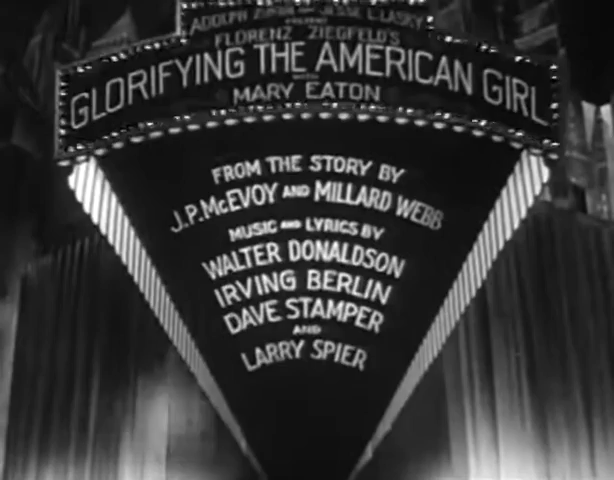 ADOLPH ZUKOR AND JESSE L. LASKY
PRESENT
FLORENZ ZIEGFELD'S
GLORIFYING THE AMERICAN GIRL
WITH
MARY EATON
FROM THE STORY BY
J.P. McEVOY AND MILLARD WEBB
MUSIC AND LYRICS BY
WALTER DONALDSON
IRVING BERLIN
DAVE STAMPER
AND
LARRY SPIER